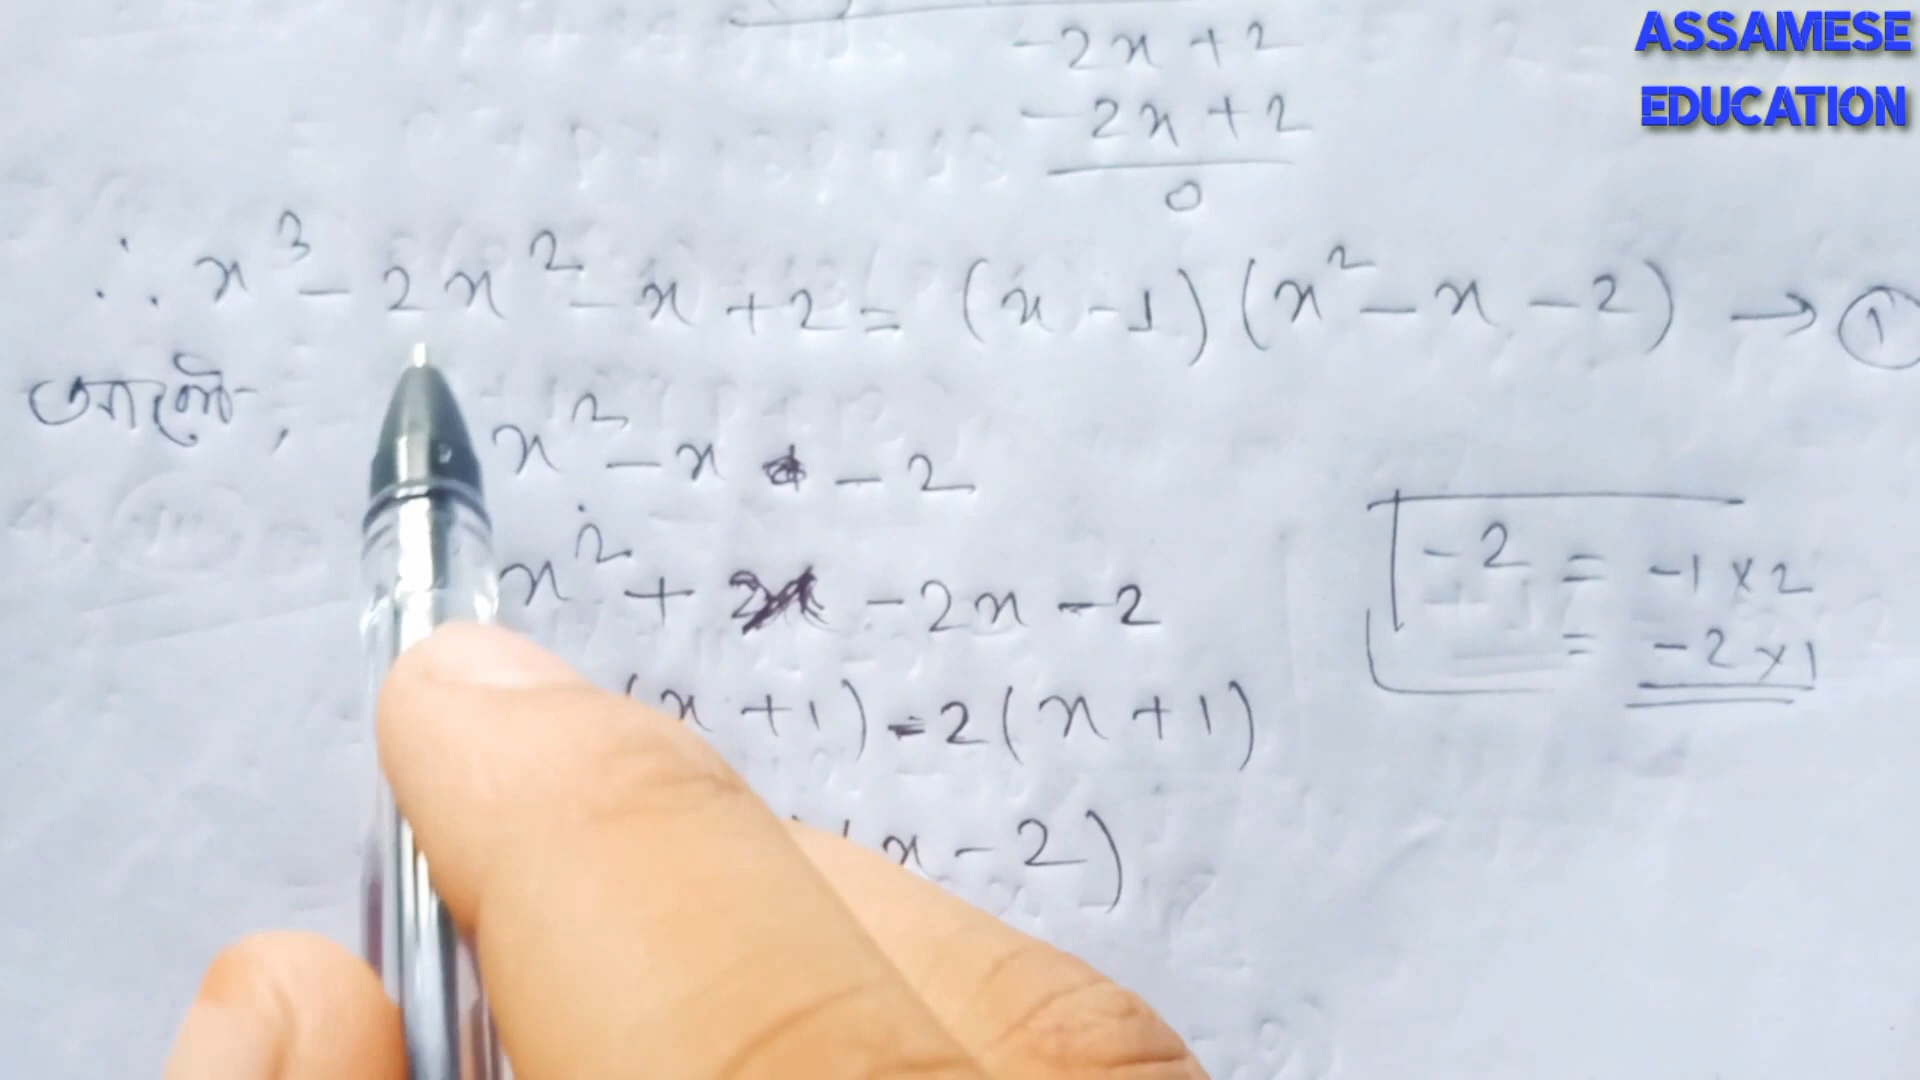 ASSAMESE
EDUCATION
-2x + 2
-2x + 2
0
∴ x³ - 2x² - x + 2 = (x - 1) (x² - x - 2) → ①
x² - x - 2
x² + x - 2x - 2
(x + 1) - 2 (x + 1)
x - 2)
-2 = -1 × 2
= -2 × 1